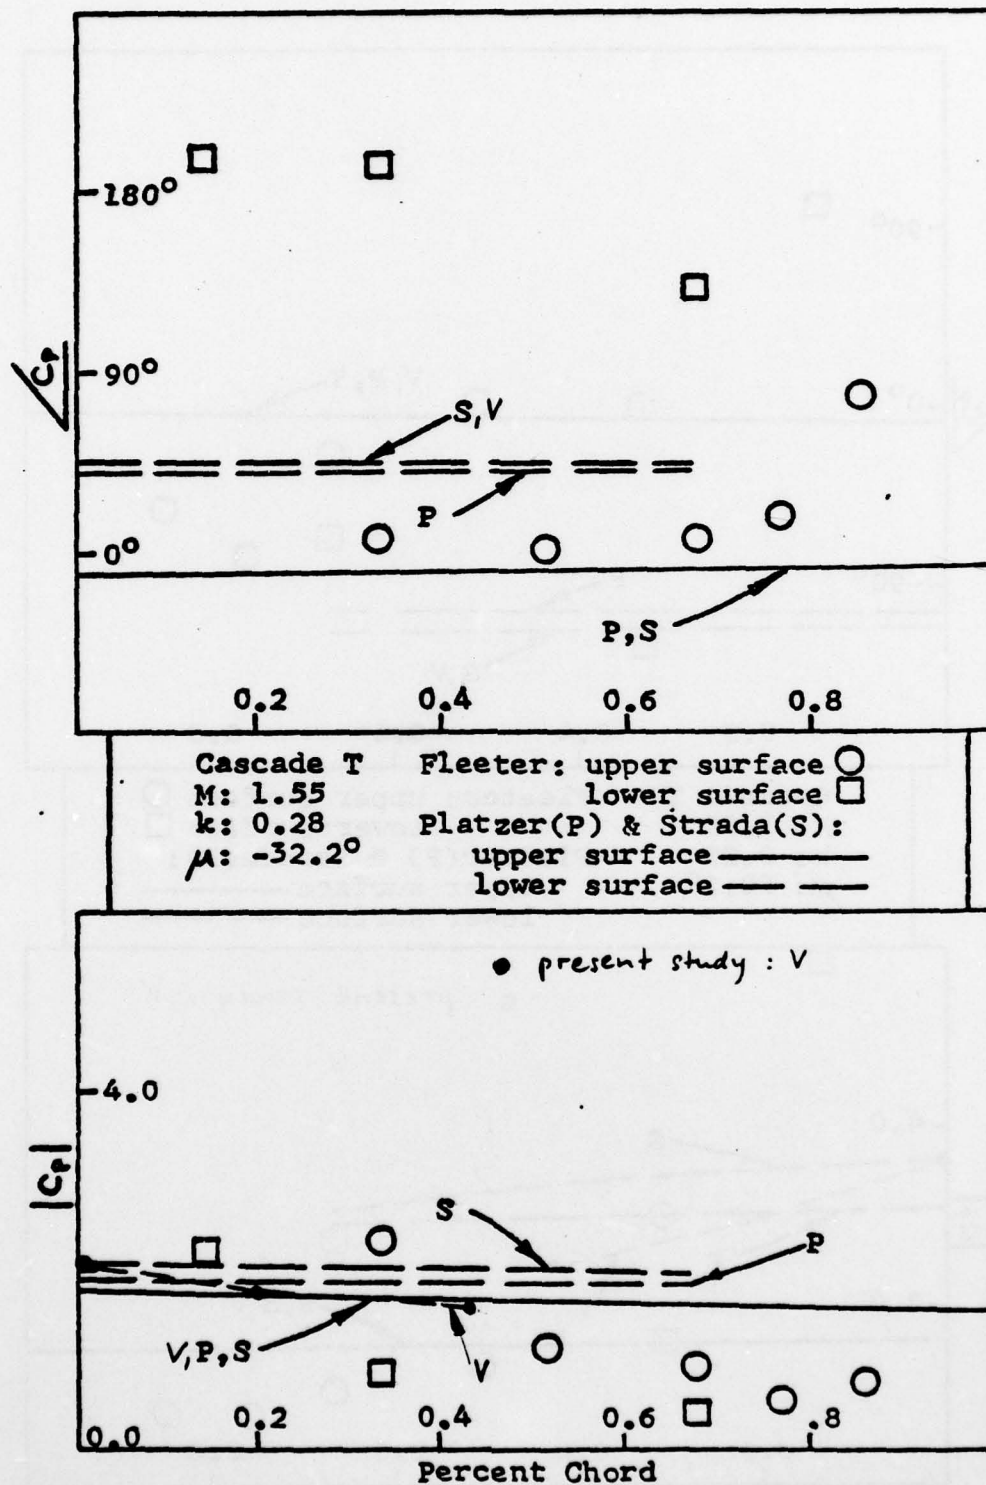 180°
∠Cp
90°
S,V
P
0°
P,S
0.2 0.4 0.6 0.8
Cascade T
M: 1.55
k: 0.28
μ: -32.2°
Fleeter: upper surface
lower surface
Platzer(P) & Strada(S):
upper surface
lower surface
present study : V
4.0
|Cp|
S
P
V,P,S
V
0.0
0.2 0.4 0.6 .8
Percent Chord